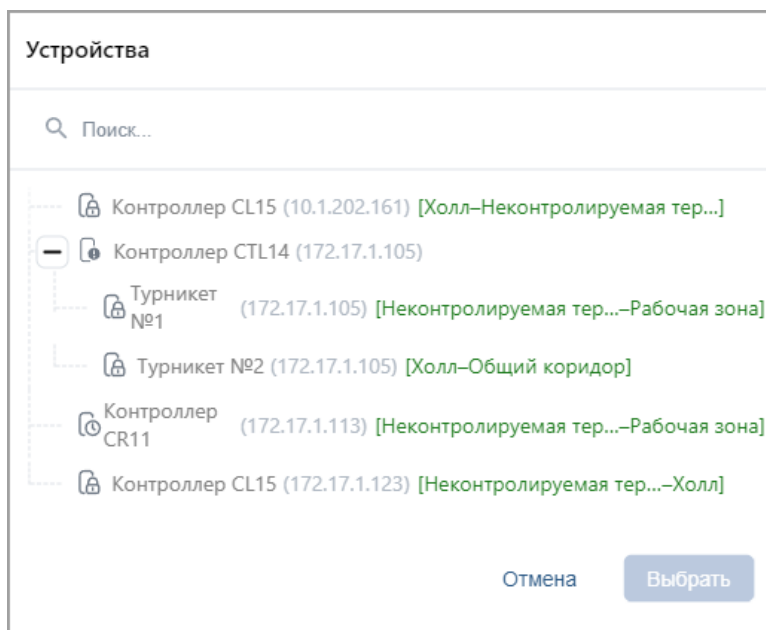 Устройства
Поиск...
Контроллер CL15 (10.1.202.161) [Холл–Неконтролируемая тер...]
Контроллер CTL14 (172.17.1.105)
Турникет
№1 (172.17.1.105) [Неконтролируемая тер...–Рабочая зона]
Турникет №2 (172.17.1.105) [Холл–Общий коридор]
Контроллер
CR11 (172.17.1.113) [Неконтролируемая тер...–Рабочая зона]
Контроллер CL15 (172.17.1.123) [Неконтролируемая тер...–Холл]
Отмена Выбрать